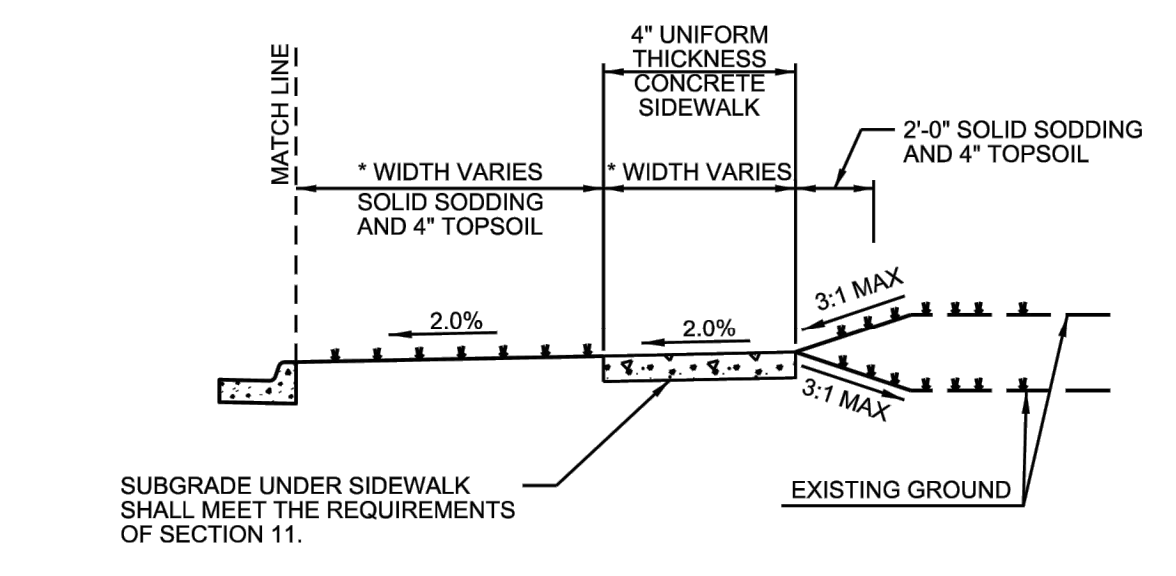 4" UNIFORM
THICKNESS
CONCRETE
SIDEWALK
MATCH LINE
2'-0" SOLID SODDING
AND 4" TOPSOIL
* WIDTH VARIES
SOLID SODDING
AND 4" TOPSOIL
* WIDTH VARIES
3:1 MAX
2.0%
2.0%
3:1 MAX
SUBGRADE UNDER SIDEWALK
SHALL MEET THE REQUIREMENTS
OF SECTION 11.
EXISTING GROUND